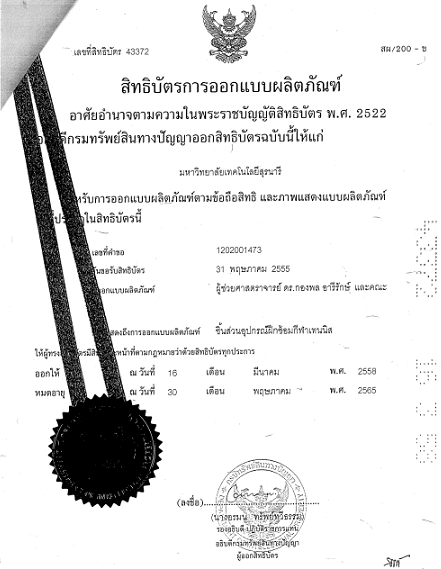 เลขที่สิทธิบัตร 43372
สผ/200 - ข
สิทธิบัตรการออกแบบผลิตภัณฑ์
อาศัยอำนาจตามความในพระราชบัญญัติสิทธิบัตร พ.ศ. 2522
ดีกรมทรัพย์สินทางปัญญาออกสิทธิบัตรฉบับนี้ให้แก่
มหาวิทยาลัยเทคโนโลยีสุรนารี
หรับการออกแบบผลิตภัณฑ์ตามข้อถือสิทธิ และภาพแสดงแบบผลิตภัณฑ์
ในสิทธิบัตรนี้
เลขที่คำขอ 1202001473
นขอรับสิทธิบัตร 31 พฤษภาคม 2555
อกแบบผลิตภัณฑ์ ผู้ช่วยศาสตราจารย์ ดร.กองพล อารีรักษ์ และคณะ
สดงถึงการออกแบบผลิตภัณฑ์ ชิ้นส่วนอุปกรณ์ฝึกซ้อมกีฬาเทนนิส
ให้ผู้ทรง ตรมีสิ หน้าที่ตามกฎหมายว่าด้วยสิทธิบัตรทุกประการ
ออกให้ ณ วันที่ 16 เดือน มีนาคม พ.ศ. 2558
หมดอายุ ณ วันที่ 30 เดือน พฤษภาคม พ.ศ. 2565
(ลงชื่อ)
(นางอรมน ทรัพย์ทวีธรรม)
รองอธิบดี ปฏิบัติราชการแทน
อธิบดีกรมทรัพย์สินทางปัญญา
ผู้ออกสิทธิบัตร